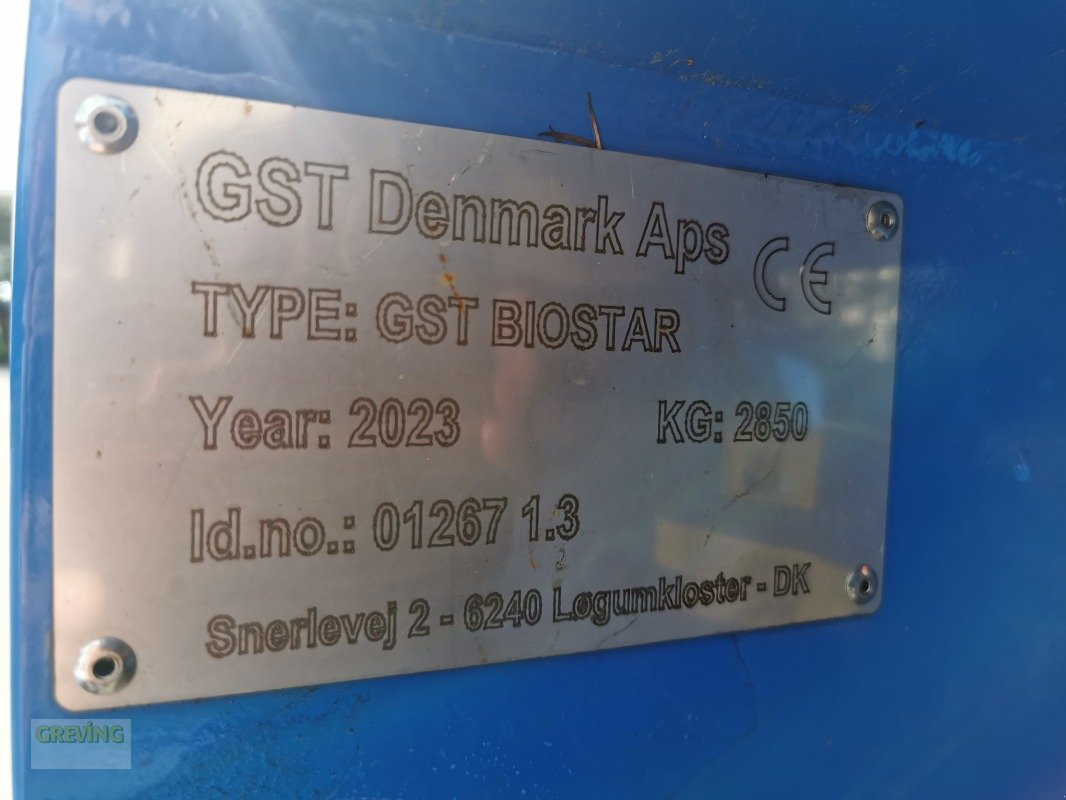 GST Denmark Aps
CE
TYPE: GST BIOSTAR
Year: 2023 KG: 2850
Id.no.: 01267 1.3
Snerlevej 2 - 6240 Løgumkloster - DK
GREVING